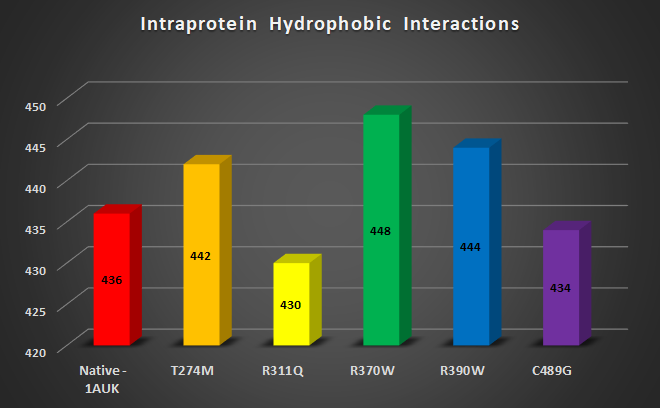 Intraprotein Hydrophobic Interactions
450
445
440
435
430
425
420
436
442
430
448
444
434
Native -
1AUK
T274M
R311Q
R370W
R390W
C489G